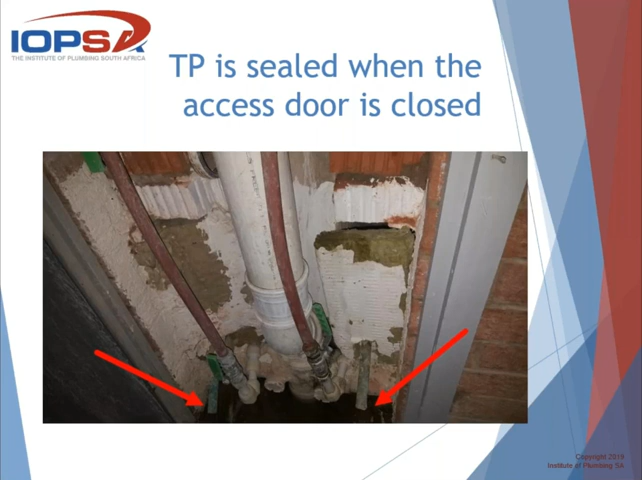 IOPSA
THE INSTITUTE OF PLUMBING SOUTH AFRICA
TP is sealed when the
access door is closed
Copyright 2019
Institute of Plumbing SA